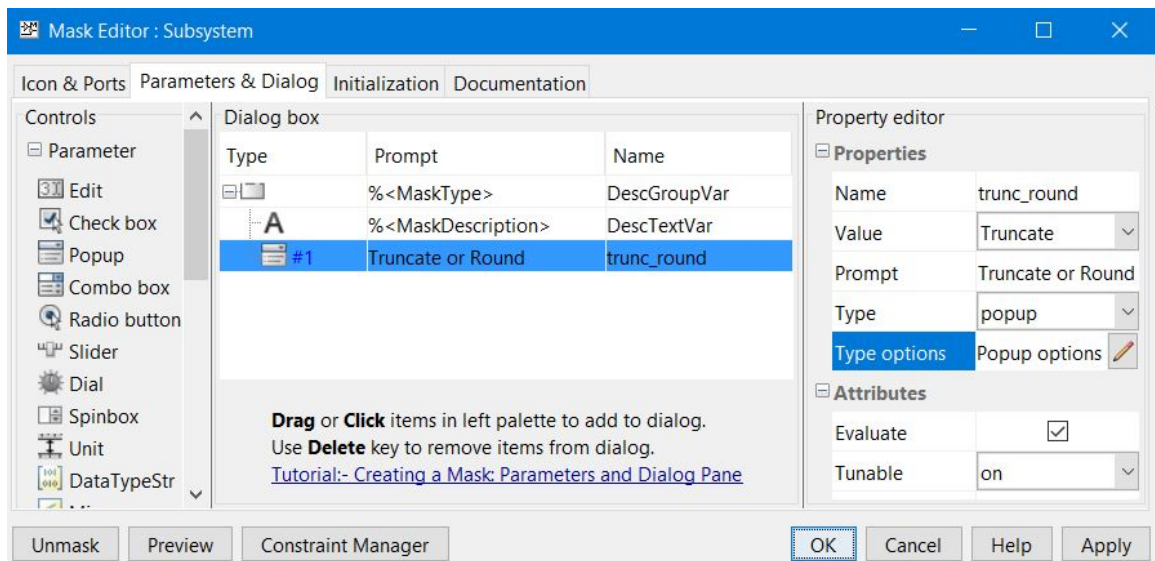 Mask Editor : Subsystem
Icon & Ports Parameters & Dialog Initialization Documentation
Controls
Parameter
Edit
Check box
Popup
Combo box
Radio button
Slider
Dial
Spinbox
Unit
DataTypeStr
Dialog box
Type Prompt Name
%<MaskType> DescGroupVar
A %<MaskDescription> DescTextVar
#1 Truncate or Round trunc_round
Drag or Click items in left palette to add to dialog.
Use Delete key to remove items from dialog.
Tutorial:- Creating a Mask: Parameters and Dialog Pane
Property editor
Properties
Name trunc_round
Value Truncate
Prompt Truncate or Round
Type popup
Type options Popup options
Attributes
Evaluate
Tunable on
Unmask Preview Constraint Manager OK Cancel Help Apply